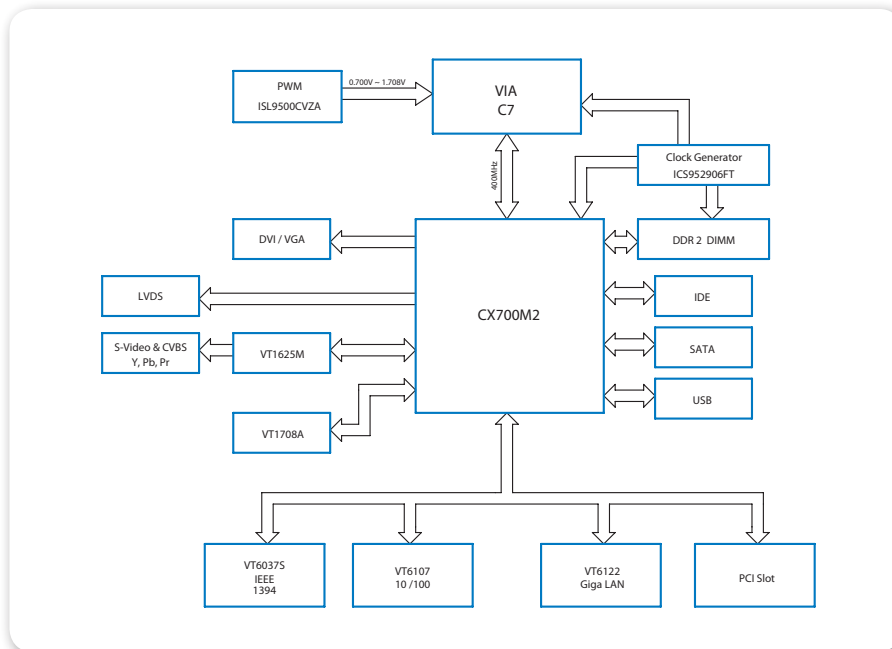 PWM
ISL9500CVZA
0.700V ~ 1.708V
VIA
C7
400MHz
Clock Generator
ICS952906FT
DVI / VGA
DDR 2 DIMM
LVDS
CX700M2
IDE
S-Video & CVBS
Y, Pb, Pr
VT1625M
SATA
USB
VT1708A
VT6037S
IEEE
1394
VT6107
10 /100
VT6122
Giga LAN
PCI Slot